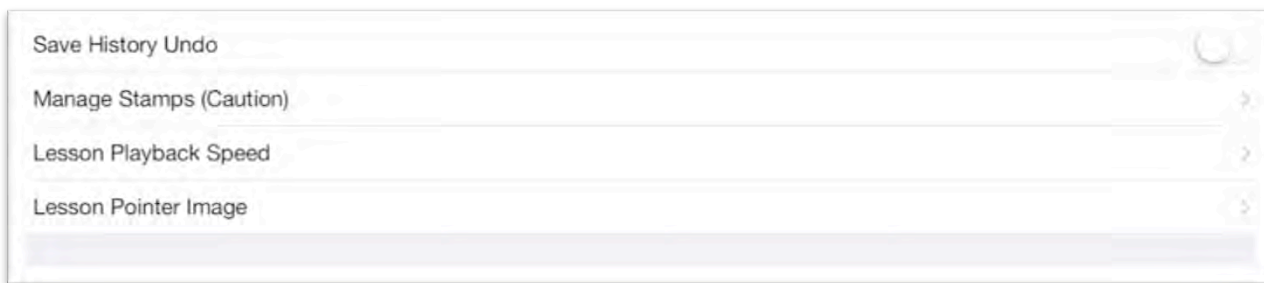 Save History Undo
Manage Stamps (Caution)
Lesson Playback Speed
Lesson Pointer Image